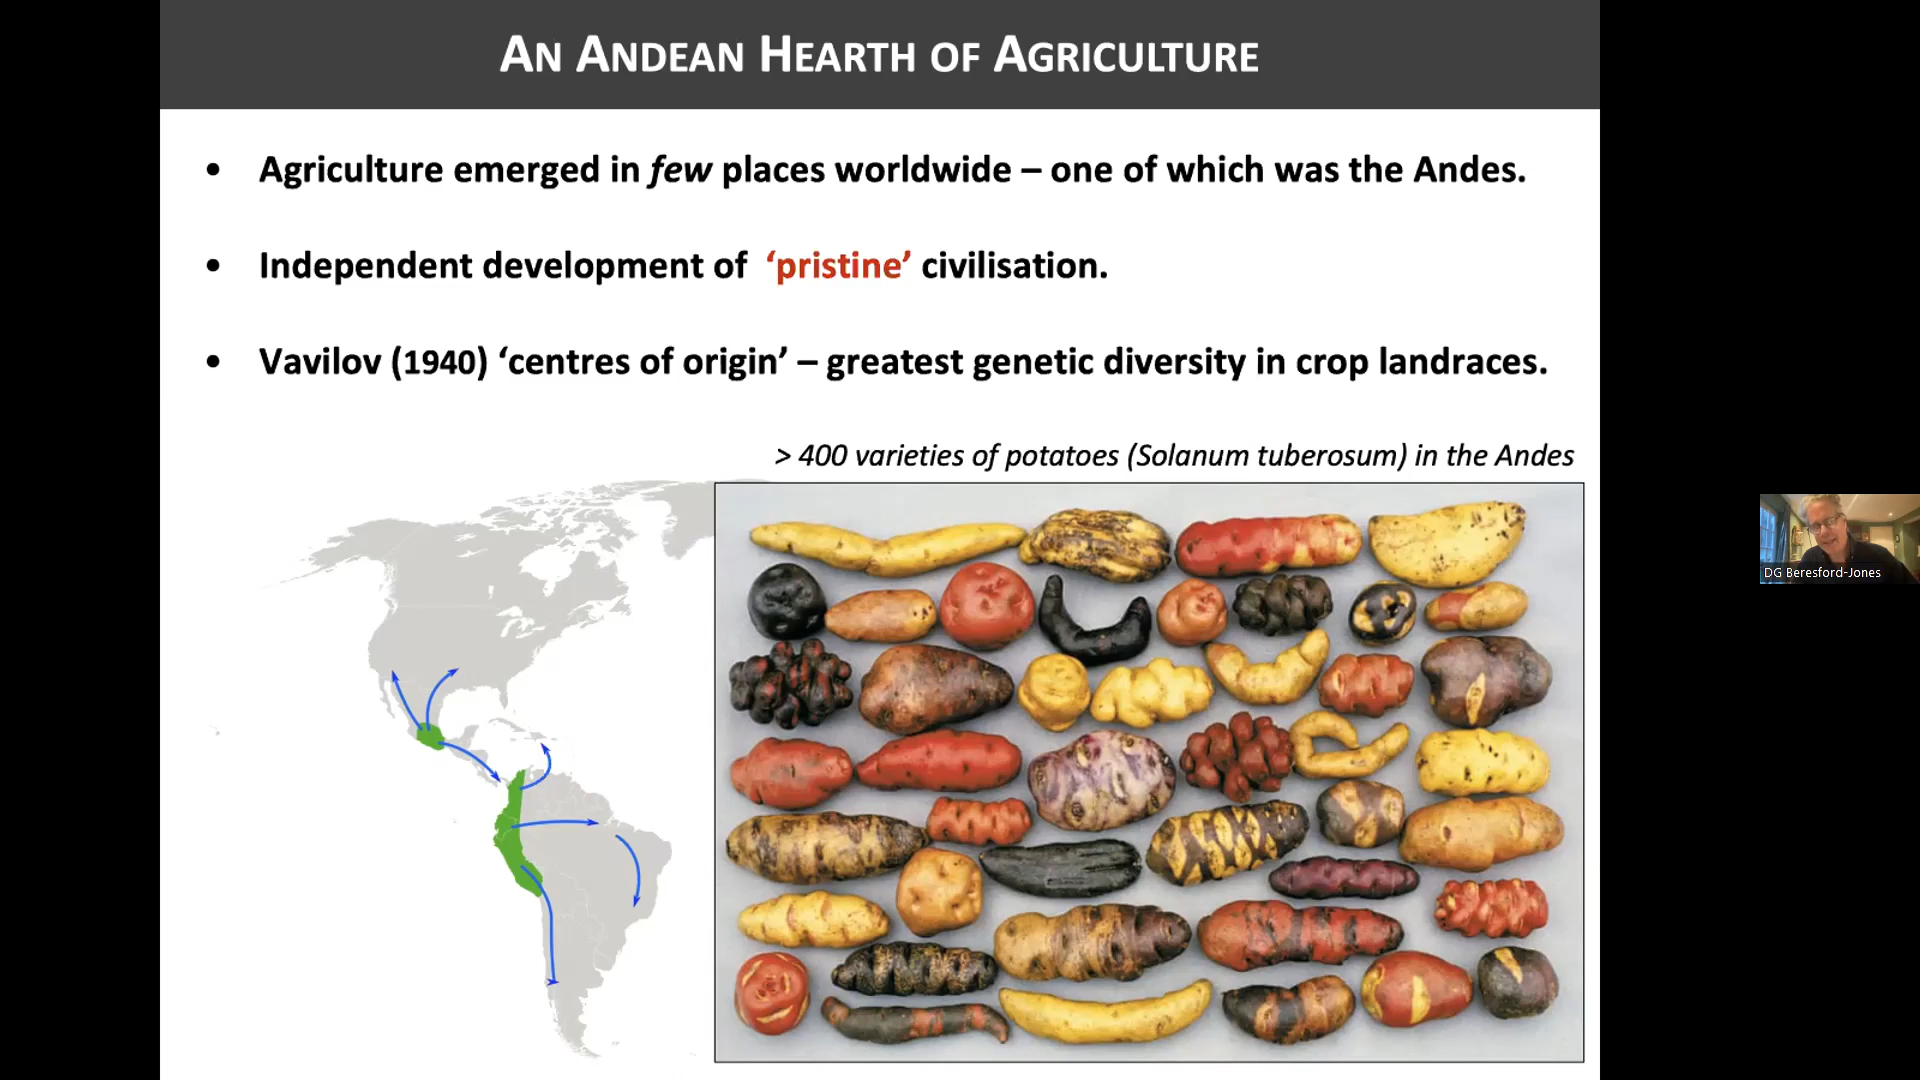 AN ANDEAN HEARTH OF AGRICULTURE
• Agriculture emerged in few places worldwide – one of which was the Andes.
• Independent development of ‘pristine’ civilisation.
• Vavilov (1940) ‘centres of origin’ – greatest genetic diversity in crop landraces.
> 400 varieties of potatoes (Solanum tuberosum) in the Andes
DG Beresford-Jones